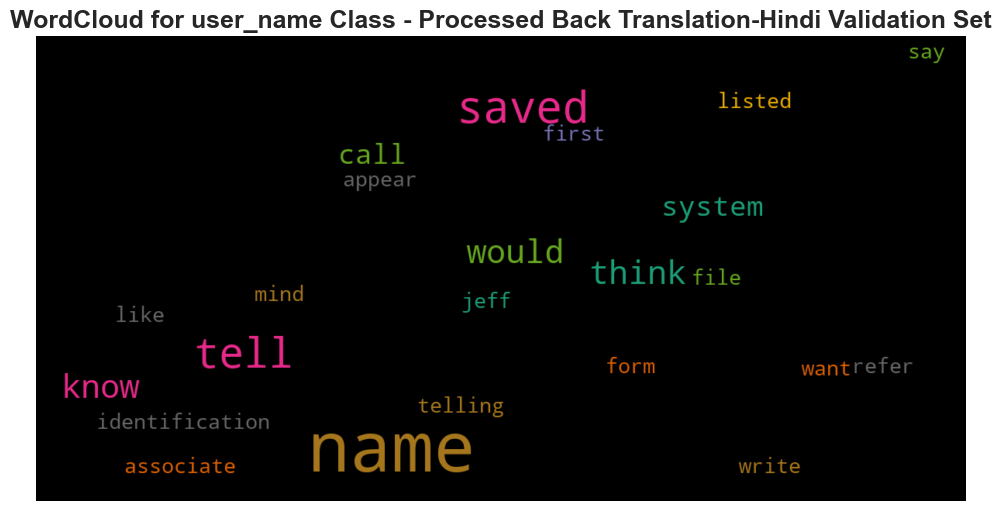 WordCloud for user_name Class - Processed Back Translation-Hindi Validation Set
say
listed
saved
first
call
appear
system
would
think
file
mind
jeff
like
tell
form
want
refer
know
telling
identification
name
associate
write